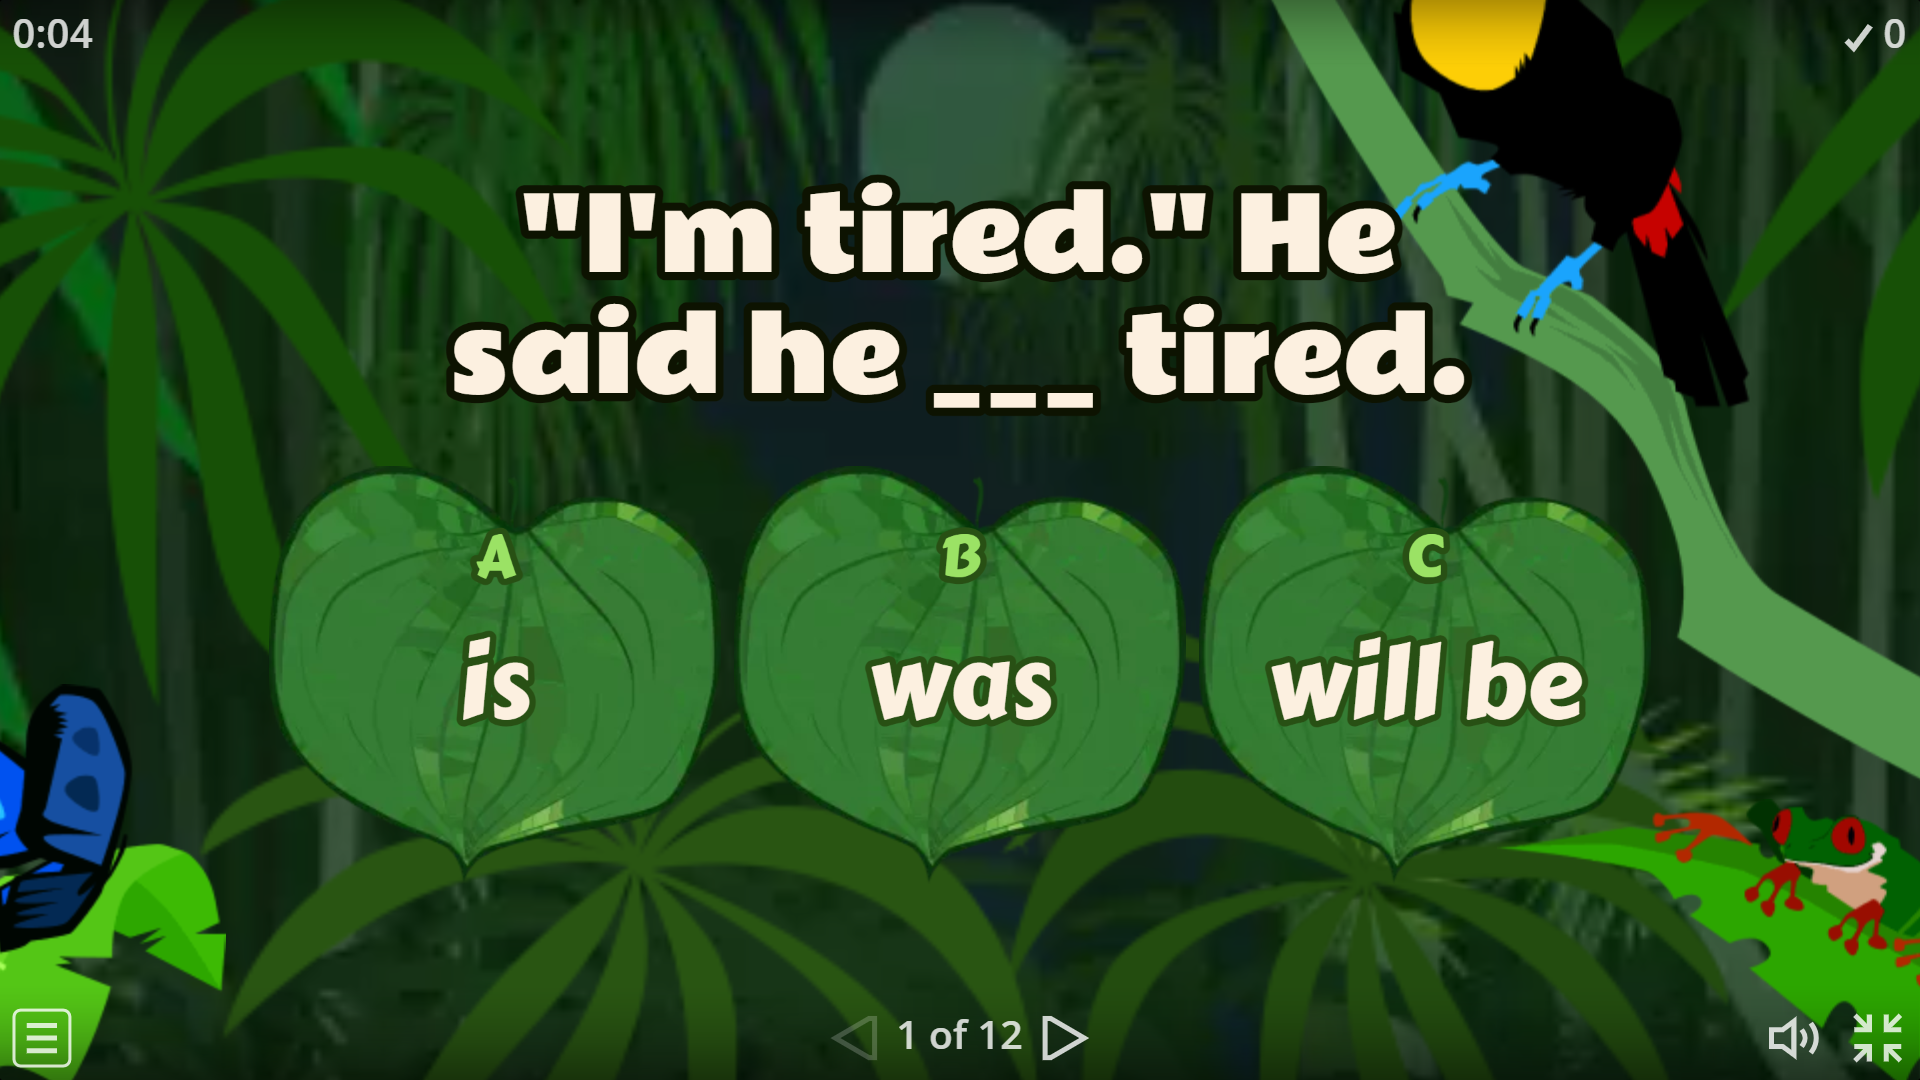 0:04
✓ 0
"I'm tired." He
said he ___ tired.
A
is
B
was
C
will be
1 of 12